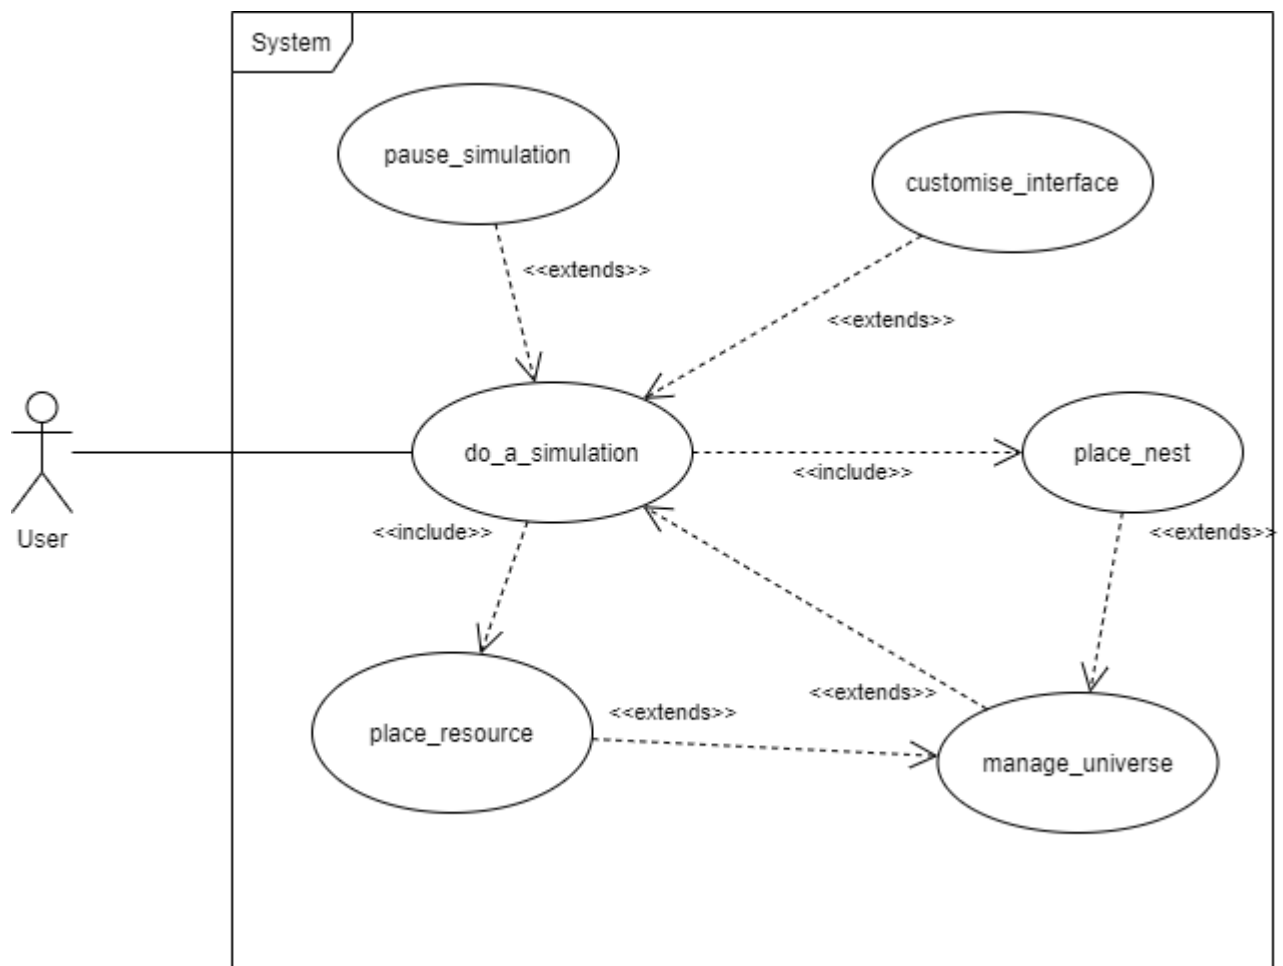 System
pause_simulation
customise_interface
<<extends>>
<<extends>>
do_a_simulation
place_nest
<<include>>
User
<<include>>
<<extends>>
<<extends>>
<<extends>>
place_resource
manage_universe